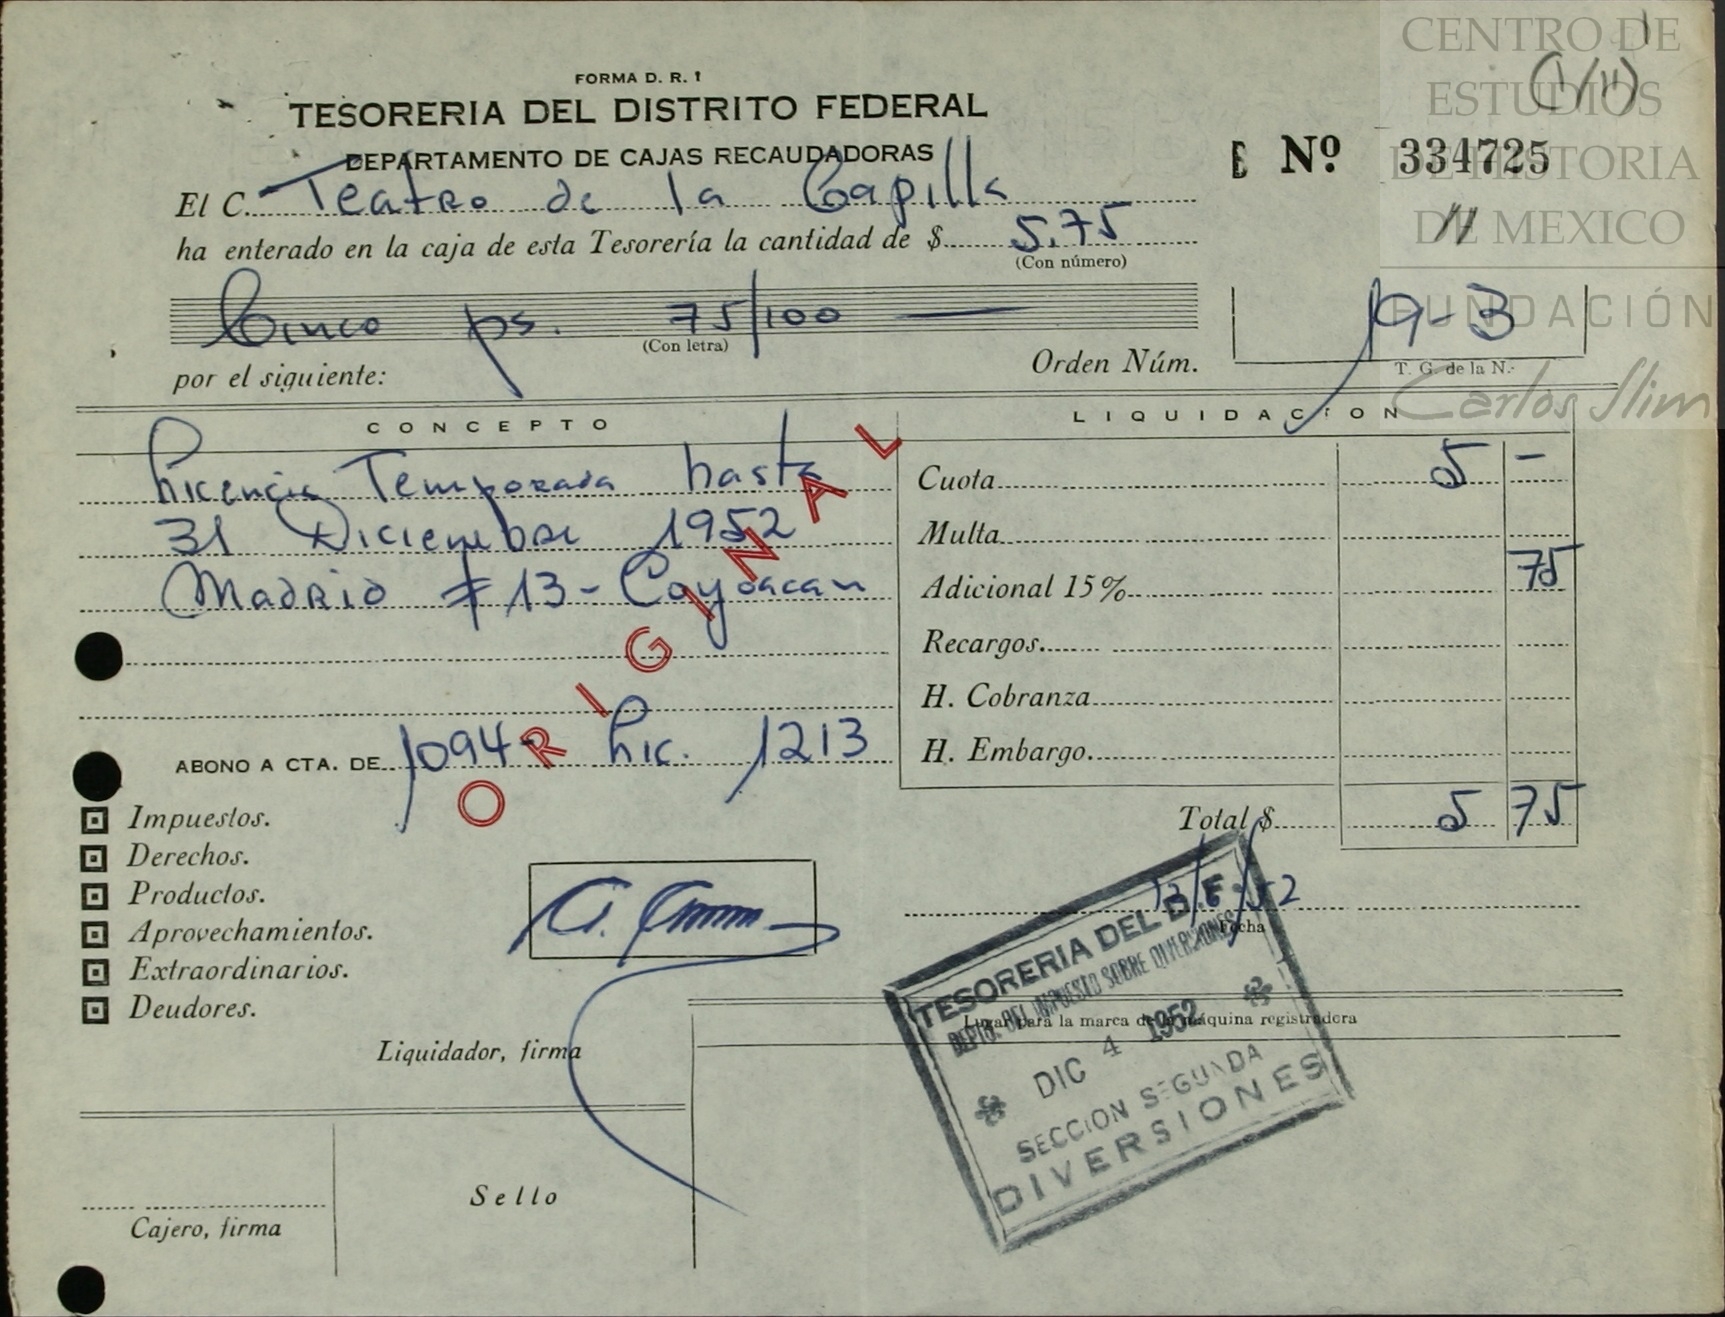 CENTRO DE
ESTUDIOS
DE HISTORIA
DE MEXICO
FUNDACIÓN
Carlos Slim
(1/11)
FORMA D. R. 1
TESORERIA DEL DISTRITO FEDERAL
DEPARTAMENTO DE CAJAS RECAUDADORAS
E Nº 334725
11
El C. Teatro de la Capilla
ha enterado en la caja de esta Tesorería la cantidad de $ 5.75
(Con número)
Cinco ps. 75/100
(Con letra)
19-3
por el siguiente:
Orden Núm.
T. G. de la N.
CONCEPTO
LIQUIDACION
Licencia Temporada hasta
31 Diciembre 1952
Madrid # 13 - Coyoacan
ORIGINAL
Cuota 5 -
Multa
Adicional 15% 75
Recargos
H. Cobranza
H. Embargo
ABONO A CTA. DE 1094- Lic. 1213
Total $ 5 75
Impuestos.
Derechos.
Productos.
Aprovechamientos.
Extraordinarios.
Deudores.
Liquidador, firma
Fecha
Lugar para la marca de la máquina registradora
TESORERIA DEL D.F.
DEPTO. DEL IMPUESTO SOBRE DIVERSIONES
DIC 4 1952
SECCION SEGUNDA
DIVERSIONES
Cajero, firma
Sello